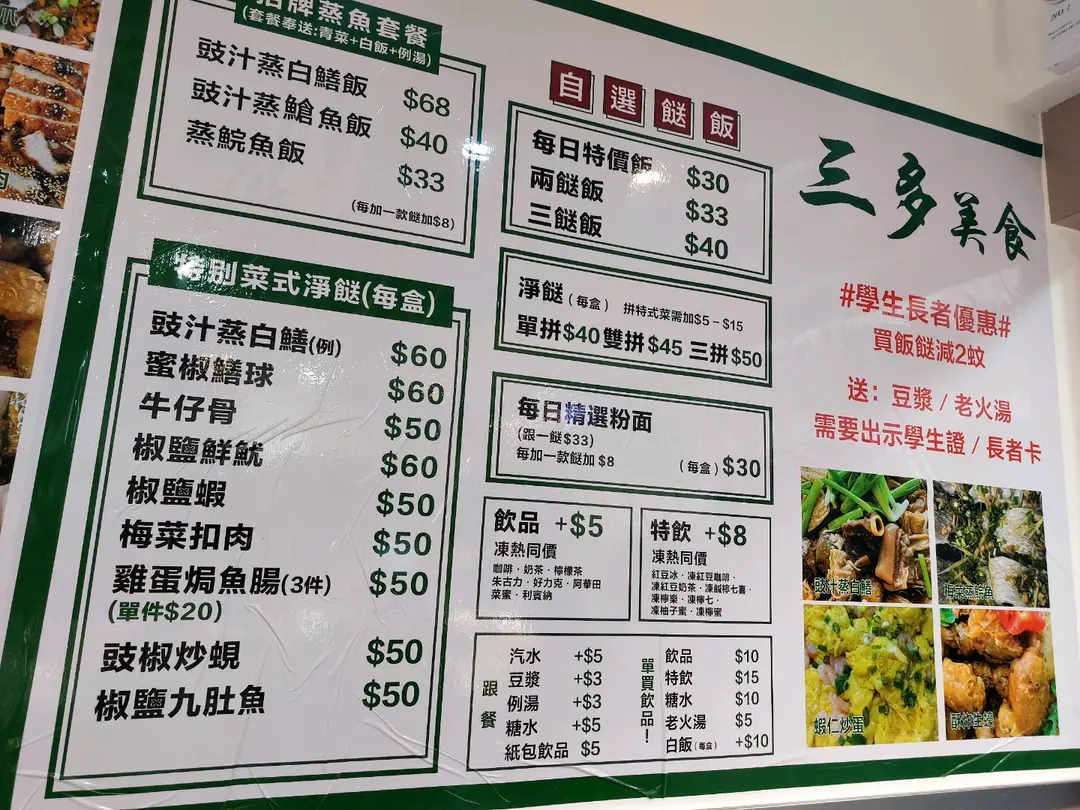 招牌蒸魚套餐
(套餐奉送:青菜+白飯+例湯)
豉汁蒸白鱔飯 $68
豉汁蒸鯧魚飯 $40
蒸鯇魚飯 $33
(每加一款餸加$8)
特別菜式淨餸(每盒)
豉汁蒸白鱔(例) $60
蜜椒鱔球 $60
牛仔骨 $50
椒鹽鮮魷 $60
椒鹽蝦 $50
梅菜扣肉 $50
雞蛋焗魚腸(3件) $50
(單件$20)
豉椒炒蜆 $50
椒鹽九肚魚 $50
自選餸飯
每日特價飯 $30
兩餸飯 $33
三餸飯 $40
淨餸(每盒) 拼特式菜需加$5-$15
單拼$40 雙拼$45 三拼$50
每日精選粉面
(跟一餸$33)
每加一餸加 $8 (每盒) $30
飲品 +$5
凍熱同價
咖啡·奶茶·檸檬茶
朱古力·好力克·阿華田
菜蜜·利賓納
特飲 +$8
凍熱同價
紅豆冰·凍紅豆咖啡·
凍紅豆奶茶·凍鹹檸七喜·
凍檸樂·凍檸七·
凍柚子蜜·凍檸蜜
跟餐
汽水 +$5
豆漿 +$3
例湯 +$3
糖水 +$5
紙包飲品 $5
單買飲品!
飲品 $10
特飲 $15
糖水 $10
老火湯 $5
白飯(每盒) +$10
三多美食
#學生長者優惠#
買飯餸減2蚊
送: 豆漿 / 老火湯
需要出示學生證 / 長者卡
豉汁蒸白鱔
蝦仁炒蛋